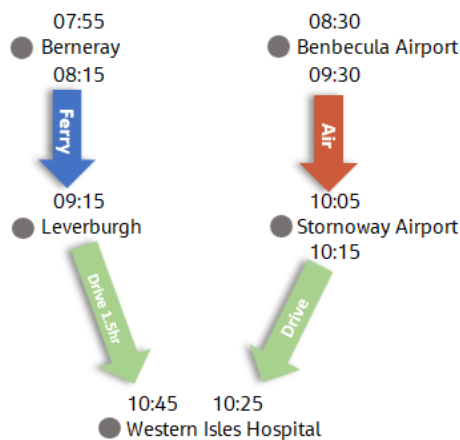 07:55
Berneray
08:15
Ferry
09:15
Leverburgh
Drive 1.5hr
10:45
08:30
Benbecula Airport
09:30
Air
10:05
Stornoway Airport
10:15
Drive
10:25
Western Isles Hospital